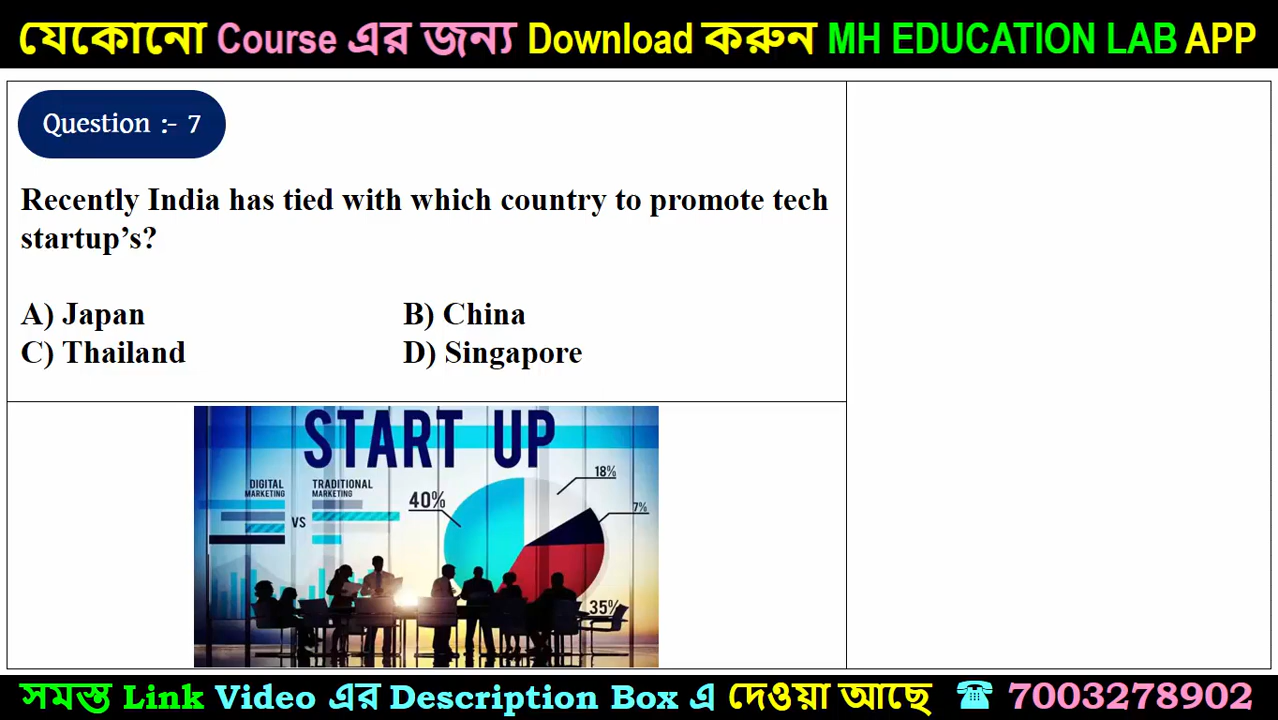 যেকোনো Course এর জন্য Download করুন MH EDUCATION LAB APP
Question :- 7
Recently India has tied with which country to promote tech
startup’s?
A) Japan B) China
C) Thailand D) Singapore
START UP
DIGITAL MARKETING VS TRADITIONAL MARKETING
40%
18%
7%
35%
সমস্ত Link Video এর Description Box এ দেওয়া আছে ☎ 7003278902